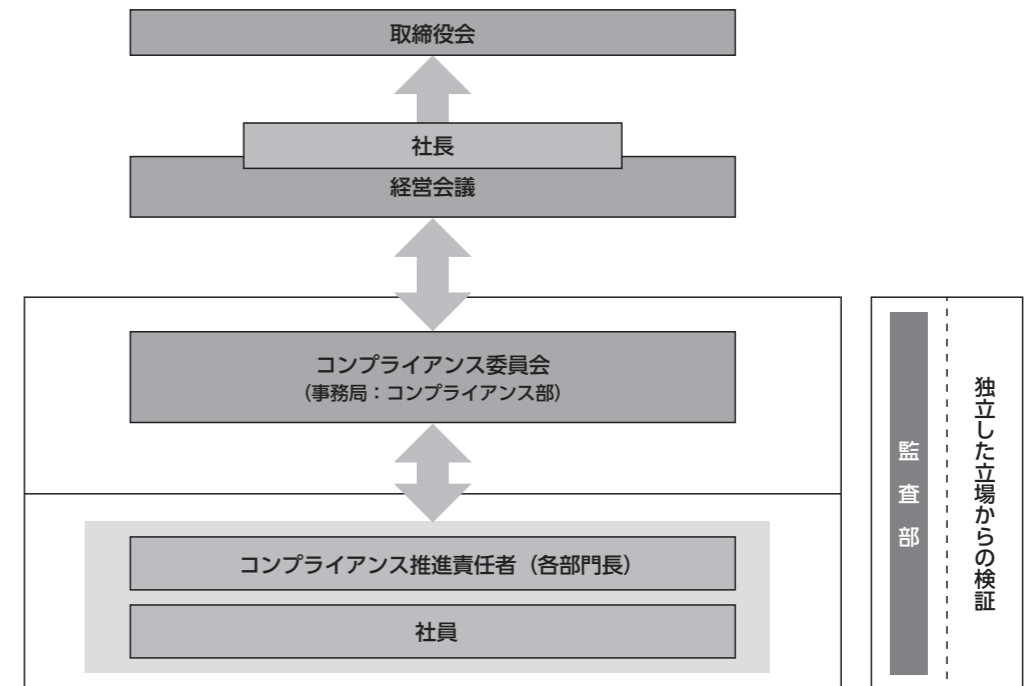 取締役会
社長
経営会議
コンプライアンス委員会
（事務局：コンプライアンス部）
コンプライアンス推進責任者（各部門長）
社員
監査部
独立した立場からの検証